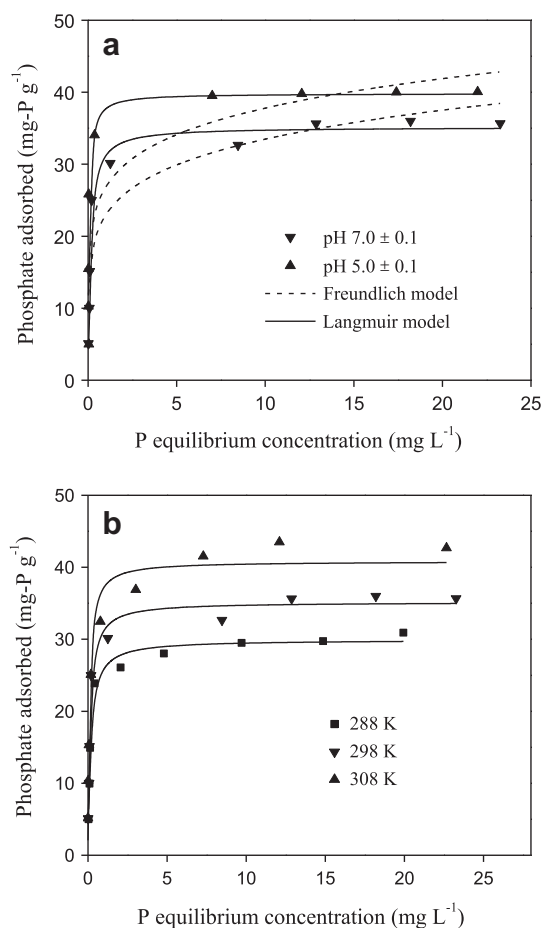 a
50
40
30
20
10
0
Phosphate adsorbed (mg-P g⁻¹)
pH 7.0 ± 0.1
pH 5.0 ± 0.1
Freundlich model
Langmuir model
0 5 10 15 20 25
P equilibrium concentration (mg L⁻¹)
b
50
40
30
20
10
0
Phosphate adsorbed (mg-P g⁻¹)
288 K
298 K
308 K
0 5 10 15 20 25
P equilibrium concentration (mg L⁻¹)